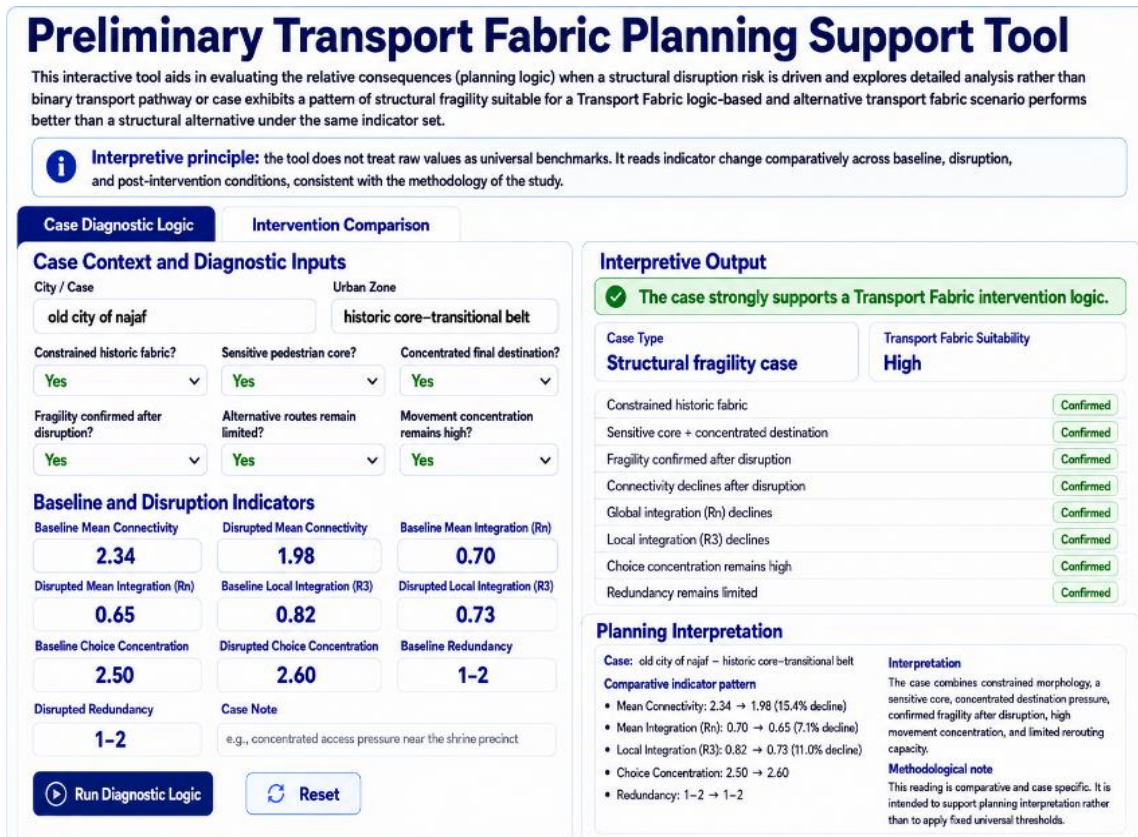 Preliminary Transport Fabric Planning Support Tool
This interactive tool aids in evaluating the relative consequences (planning logic) when a structural disruption risk is driven and explores detailed analysis rather than
binary transport pathway or case exhibits a pattern of structural fragility suitable for a Transport Fabric logic-based and alternative transport fabric scenario performs
better than a structural alternative under the same indicator set.
Interpretive principle: the tool does not treat raw values as universal benchmarks. It reads indicator change comparatively across baseline, disruption,
and post-intervention conditions, consistent with the methodology of the study.
Case Diagnostic Logic
Intervention Comparison
Case Context and Diagnostic Inputs
City / Case
Urban Zone
old city of najaf
historic core–transitional belt
Constrained historic fabric?
Sensitive pedestrian core?
Concentrated final destination?
Yes
Yes
Yes
Fragility confirmed after
disruption?
Alternative routes remain
limited?
Movement concentration
remains high?
Yes
Yes
Yes
Baseline and Disruption Indicators
Baseline Mean Connectivity
Disrupted Mean Connectivity
Baseline Mean Integration (Rn)
2.34
1.98
0.70
Disrupted Mean Integration (Rn)
Baseline Local Integration (R3)
Disrupted Local Integration (R3)
0.65
0.82
0.73
Baseline Choice Concentration
Disrupted Choice Concentration
Baseline Redundancy
2.50
2.60
1–2
Disrupted Redundancy
Case Note
1–2
e.g., concentrated access pressure near the shrine precinct
Run Diagnostic Logic
Reset
Interpretive Output
The case strongly supports a Transport Fabric intervention logic.
Case Type
Structural fragility case
Transport Fabric Suitability
High
Constrained historic fabric Confirmed
Sensitive core + concentrated destination Confirmed
Fragility confirmed after disruption Confirmed
Connectivity declines after disruption Confirmed
Global integration (Rn) declines Confirmed
Local integration (R3) declines Confirmed
Choice concentration remains high Confirmed
Redundancy remains limited Confirmed
Planning Interpretation
Case: old city of najaf – historic core–transitional belt
Comparative indicator pattern
• Mean Connectivity: 2.34 → 1.98 (15.4% decline)
• Mean Integration (Rn): 0.70 → 0.65 (7.1% decline)
• Local Integration (R3): 0.82 → 0.73 (11.0% decline)
• Choice Concentration: 2.50 → 2.60
• Redundancy: 1–2 → 1–2
Interpretation
The case combines constrained morphology, a
sensitive core, concentrated destination pressure,
confirmed fragility after disruption, high
movement concentration, and limited rerouting
capacity.
Methodological note
This reading is comparative and case specific. It is
intended to support planning interpretation rather
than to apply fixed universal thresholds.